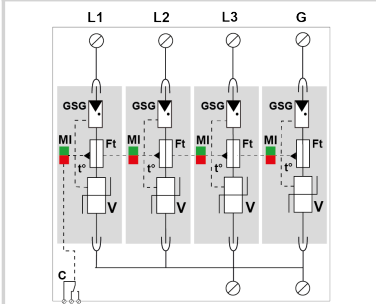 L1 L2 L3 G
GSG GSG GSG GSG
MI Ft MI Ft MI Ft MI Ft
t° t° t° t°
V V V V
C